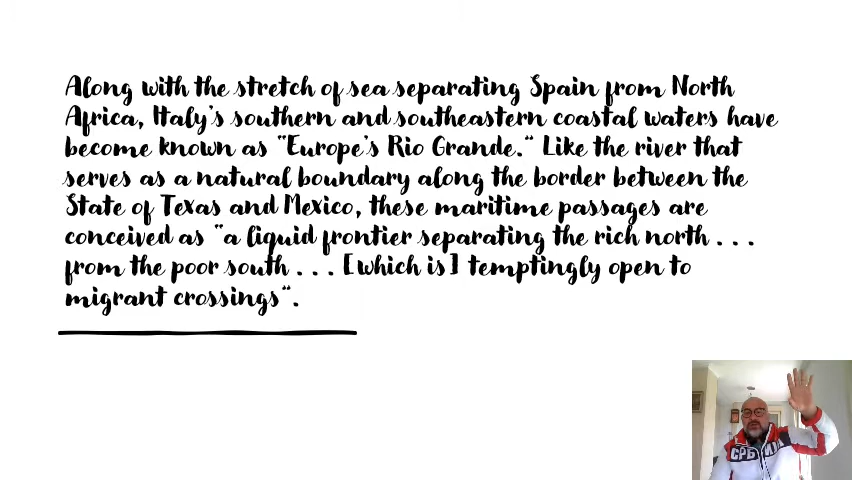 Along with the stretch of sea separating Spain from North
Africa, Italy's southern and southeastern coastal waters have
become known as "Europe's Rio Grande." Like the river that
serves as a natural boundary along the border between the
State of Texas and Mexico, these maritime passages are
conceived as "a liquid frontier separating the rich north . . .
from the poor south . . . [which is] temptingly open to
migrant crossings".